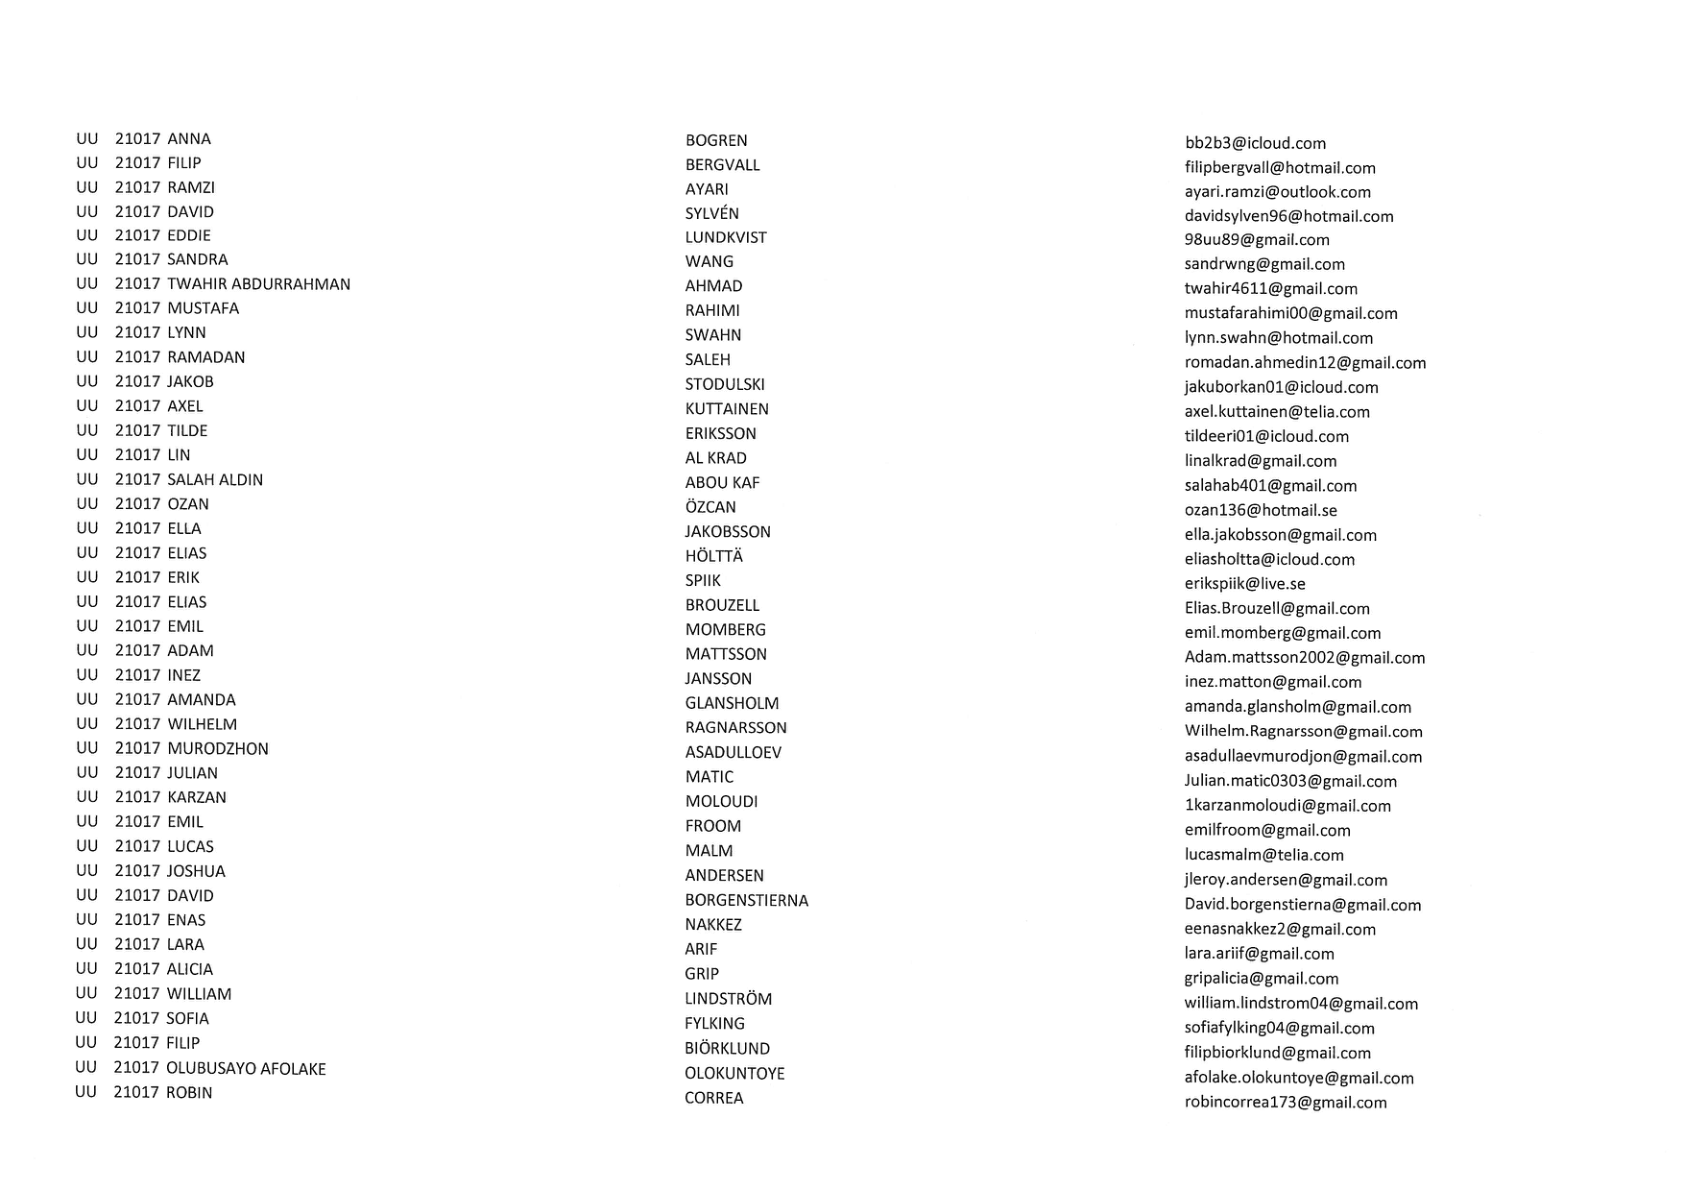 UU 21017 ANNA BOGREN bb2b3@icloud.com
UU 21017 FILIP BERGVALL filipbergvall@hotmail.com
UU 21017 RAMZI AYARI ayari.ramzi@outlook.com
UU 21017 DAVID SYLVÉN davidsylven96@hotmail.com
UU 21017 EDDIE LUNDKVIST 98uu89@gmail.com
UU 21017 SANDRA WANG sandrwng@gmail.com
UU 21017 TWAHIR ABDURRAHMAN AHMAD twahir4611@gmail.com
UU 21017 MUSTAFA RAHIMI mustafarahimi00@gmail.com
UU 21017 LYNN SWAHN lynn.swahn@hotmail.com
UU 21017 RAMADAN SALEH romadan.ahmedin12@gmail.com
UU 21017 JAKOB STODULSKI jakuborkan01@icloud.com
UU 21017 AXEL KUTTAINEN axel.kuttainen@telia.com
UU 21017 TILDE ERIKSSON tildeeri01@icloud.com
UU 21017 LIN AL KRAD linalkrad@gmail.com
UU 21017 SALAH ALDIN ABOU KAF salahab401@gmail.com
UU 21017 OZAN ÖZCAN ozan136@hotmail.se
UU 21017 ELLA JAKOBSSON ella.jakobsson@gmail.com
UU 21017 ELIAS HÖLTTÄ eliasholtta@icloud.com
UU 21017 ERIK SPIIK erikspiik@live.se
UU 21017 ELIAS BROUZELL Elias.Brouzell@gmail.com
UU 21017 EMIL MOMBERG emil.momberg@gmail.com
UU 21017 ADAM MATTSSON Adam.mattsson2002@gmail.com
UU 21017 INEZ JANSSON inez.matton@gmail.com
UU 21017 AMANDA GLANSHOLM amanda.glansholm@gmail.com
UU 21017 WILHELM RAGNARSSON Wilhelm.Ragnarsson@gmail.com
UU 21017 MURODZHON ASADULLOEV asadullaevmurodjon@gmail.com
UU 21017 JULIAN MATIC Julian.matic0303@gmail.com
UU 21017 KARZAN MOLOUDI 1karzanmoloudi@gmail.com
UU 21017 EMIL FROOM emilfroom@gmail.com
UU 21017 LUCAS MALM lucasmalm@telia.com
UU 21017 JOSHUA ANDERSEN jleroy.andersen@gmail.com
UU 21017 DAVID BORGENSTIERNA David.borgenstierna@gmail.com
UU 21017 ENAS NAKKEZ eenasnakkez2@gmail.com
UU 21017 LARA ARIF lara.ariif@gmail.com
UU 21017 ALICIA GRIP gripalicia@gmail.com
UU 21017 WILLIAM LINDSTRÖM william.lindstrom04@gmail.com
UU 21017 SOFIA FYLKING sofiafylking04@gmail.com
UU 21017 FILIP BIÖRKLUND filipbiorklund@gmail.com
UU 21017 OLUBUSAYO AFOLAKE OLOKUNTOYE afolake.olokuntoye@gmail.com
UU 21017 ROBIN CORREA robincorrea173@gmail.com